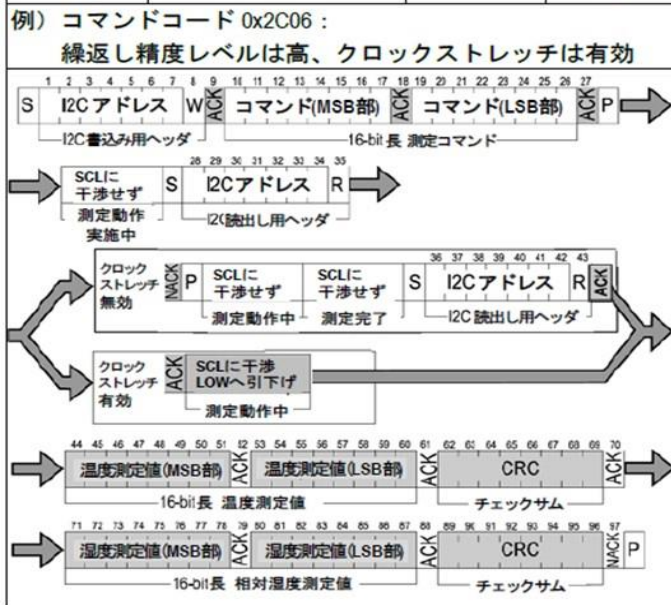 例）コマンドコード 0x2C06：
繰返し精度レベルは高、クロックストレッチは有効
1 2 3 4 5 6 7 8 9 10 11 12 13 14 15 16 17 18 19 20 21 22 23 24 25 26 27
S I2C アドレス W ACK コマンド(MSB部) ACK コマンド(LSB部) ACK P
I2C書込み用ヘッダ 16-bit長 測定コマンド
28 29 30 31 32 33 34 35
SCLに干渉せず S I2Cアドレス R
測定動作実施中 I2C読出し用ヘッダ
36 37 38 39 40 41 42 43
クロックストレッチ無効 NACK P SCLに干渉せず SCLに干渉せず S I2Cアドレス R ACK
測定動作中 測定完了 I2C 読出し用ヘッダ
クロックストレッチ有効 ACK SCLに干渉 LOWへ引下げ
測定動作中
44 45 46 47 48 49 50 51 52 53 54 55 56 57 58 59 60 61 62 63 64 65 66 67 68 69 70
温度測定値(MSB部) ACK 温度測定値(LSB部) ACK CRC ACK
16-bit長 温度測定値 チェックサム
71 72 73 74 75 76 77 78 79 80 81 82 83 84 85 86 87 88 89 90 91 92 93 94 95 96 97
湿度測定値(MSB部) ACK 湿度測定値(LSB部) ACK CRC NACK P
16-bit長 相対湿度測定値 チェックサム